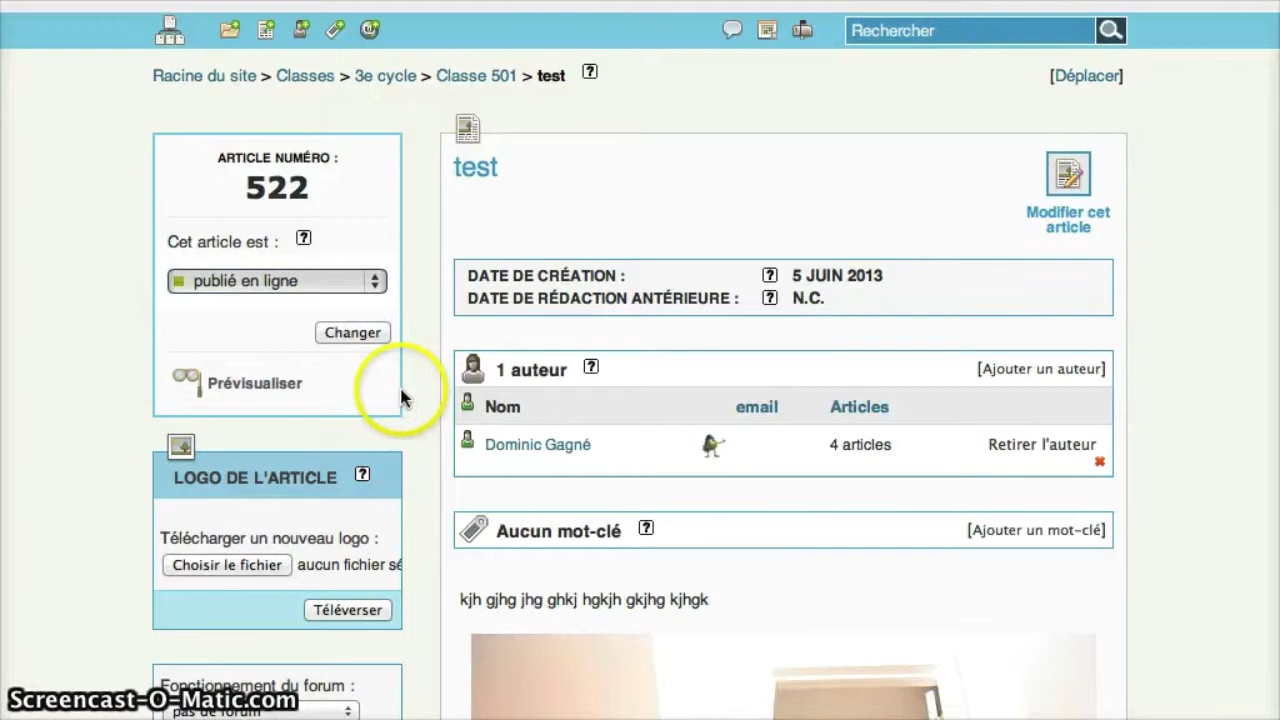 Rechercher
Racine du site > Classes > 3e cycle > Classe 501 > test ?
[Déplacer]
ARTICLE NUMÉRO :
522
Cet article est : ?
publié en ligne
Changer
Prévisualiser
LOGO DE L'ARTICLE ?
Télécharger un nouveau logo :
Choisir le fichier aucun fichier sé
Téléverser
Fonctionnement du forum :
pas de forum
test
Modifier cet
article
DATE DE CRÉATION : ? 5 JUIN 2013
DATE DE RÉDACTION ANTÉRIEURE : ? N.C.
1 auteur ? [Ajouter un auteur]
Nom email Articles
Dominic Gagné 4 articles Retirer l'auteur
Aucun mot-clé ? [Ajouter un mot-clé]
kjh gjhg jhg ghkj hgkjh gkjhg kjhgk
Screencast-O-Matic.com